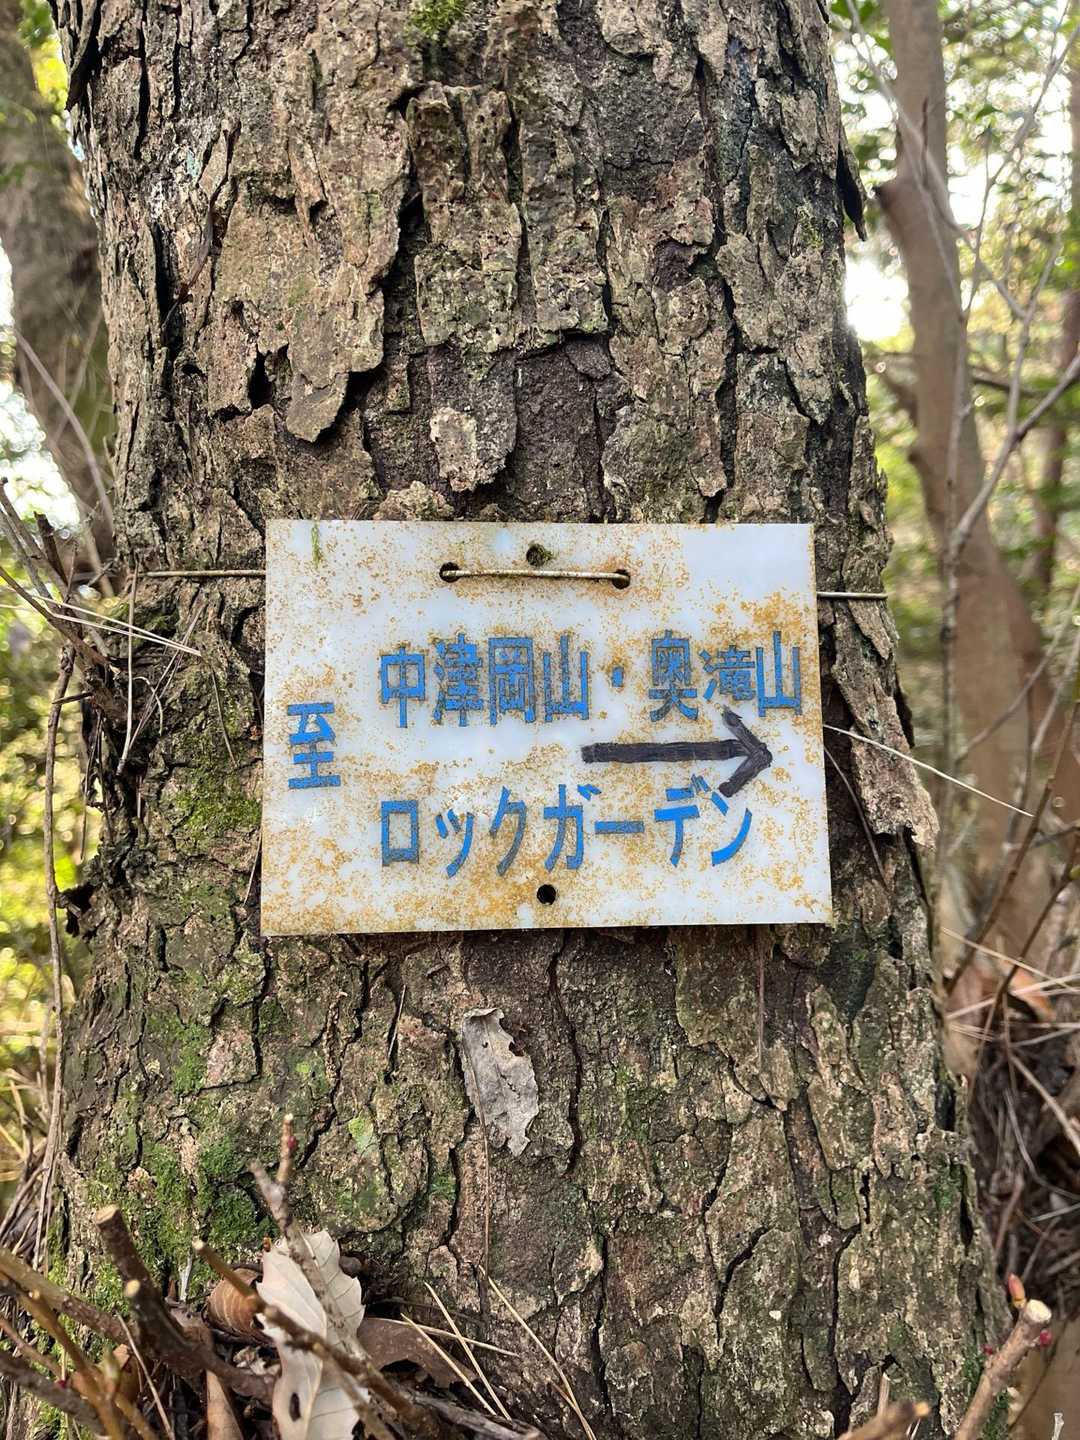 中津岡山・奥滝山
至
ロックガーデン